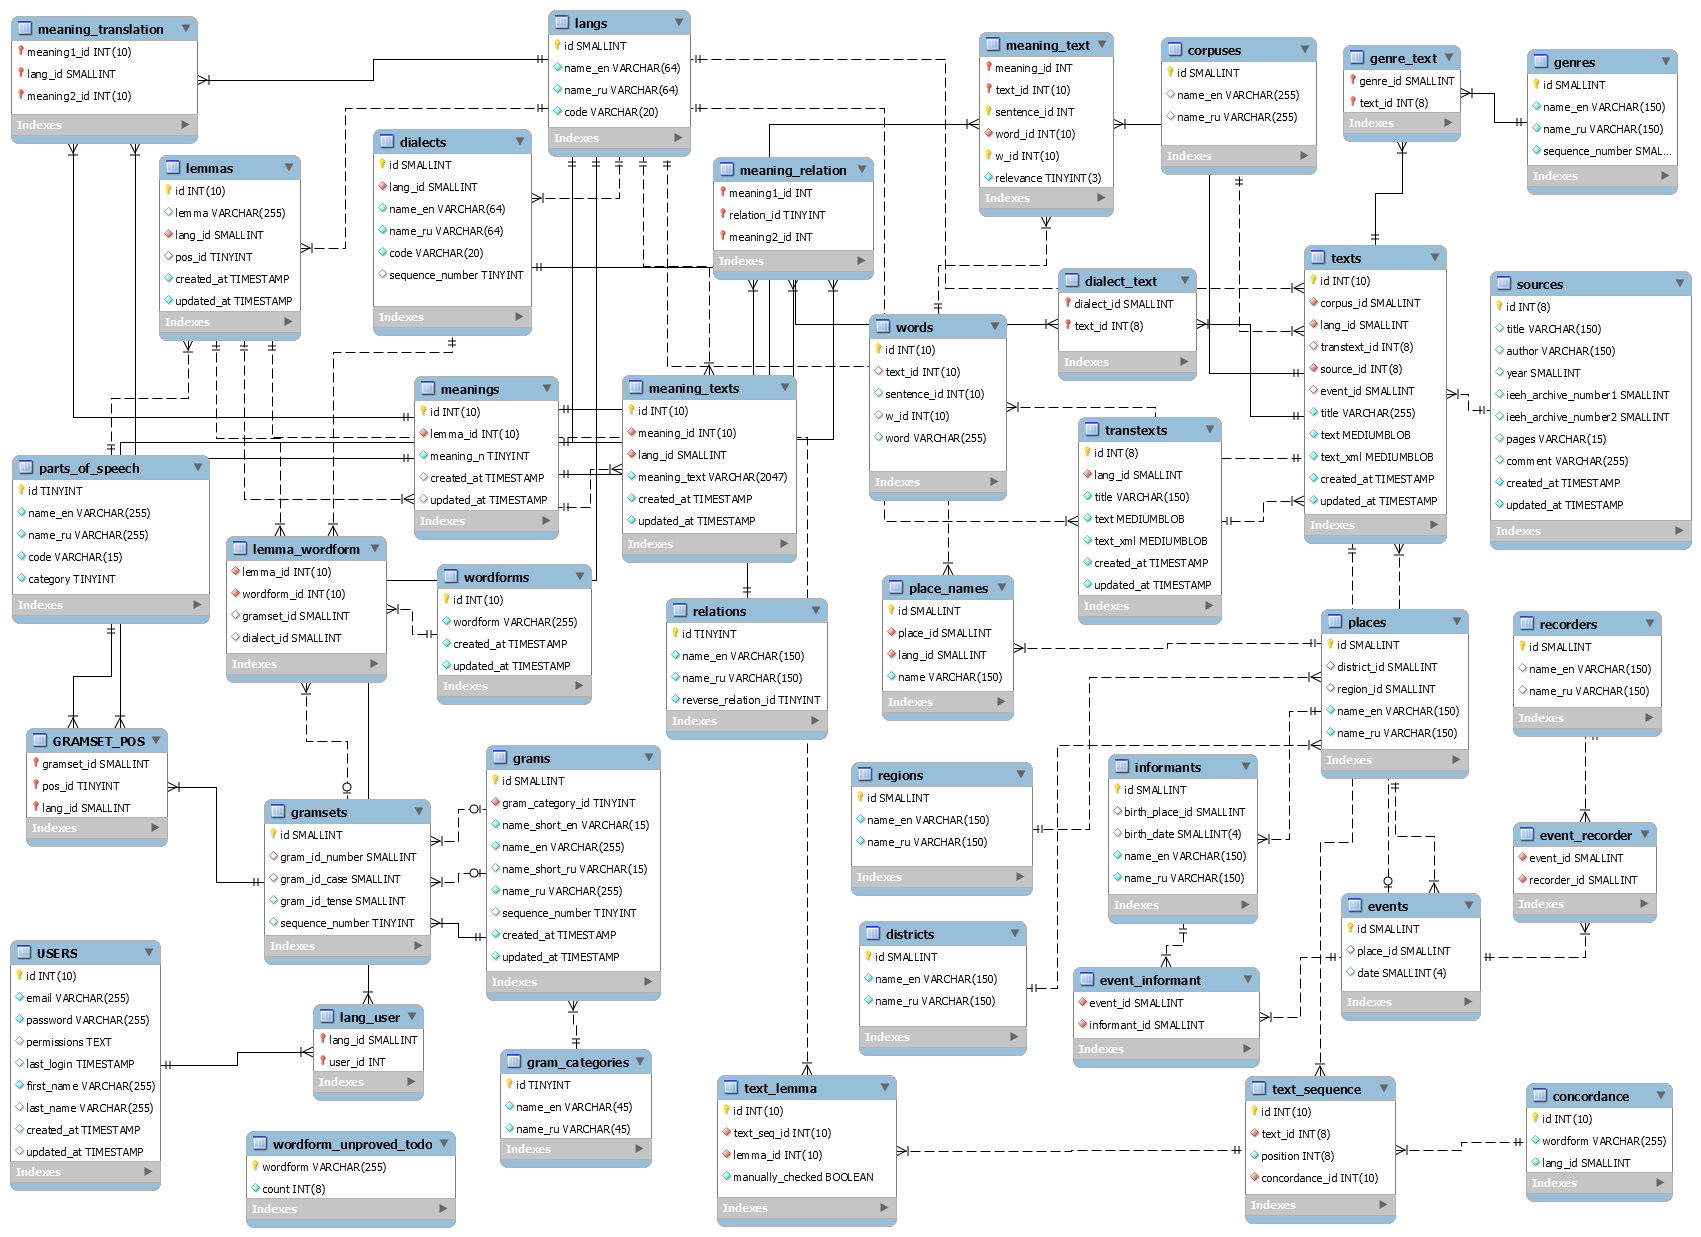 meaning_translation
meaning1_id INT(10)
lang_id SMALLINT
meaning2_id INT(10)
Indexes
langs
id SMALLINT
name_en VARCHAR(64)
name_ru VARCHAR(64)
code VARCHAR(20)
Indexes
meaning_text
meaning_id INT
text_id INT(10)
sentence_id INT
word_id INT(10)
w_id INT(10)
relevance TINYINT(3)
Indexes
corpuses
id SMALLINT
name_en VARCHAR(255)
name_ru VARCHAR(255)
Indexes
genre_text
genre_id SMALLINT
text_id INT(8)
Indexes
genres
id SMALLINT
name_en VARCHAR(150)
name_ru VARCHAR(150)
sequence_number SMAL...
Indexes
lemmas
id INT(10)
lemma VARCHAR(255)
lang_id SMALLINT
pos_id TINYINT
created_at TIMESTAMP
updated_at TIMESTAMP
Indexes
dialects
id SMALLINT
lang_id SMALLINT
name_en VARCHAR(64)
name_ru VARCHAR(64)
code VARCHAR(20)
sequence_number TINYINT
Indexes
meaning_relation
meaning1_id INT
relation_id TINYINT
meaning2_id INT
Indexes
dialect_text
dialect_id SMALLINT
text_id INT(8)
Indexes
texts
id INT(10)
corpus_id SMALLINT
lang_id SMALLINT
transtext_id INT(8)
source_id INT(8)
event_id SMALLINT
title VARCHAR(255)
text MEDIUMBLOB
text_xml MEDIUMBLOB
created_at TIMESTAMP
updated_at TIMESTAMP
Indexes
sources
id INT(8)
title VARCHAR(150)
author VARCHAR(150)
year SMALLINT
ieeh_archive_number1 SMALLINT
ieeh_archive_number2 SMALLINT
pages VARCHAR(15)
comment VARCHAR(255)
created_at TIMESTAMP
updated_at TIMESTAMP
Indexes
words
id INT(10)
text_id INT(10)
sentence_id INT(10)
w_id INT(10)
word VARCHAR(255)
Indexes
meanings
id INT(10)
lemma_id INT(10)
meaning_n TINYINT
created_at TIMESTAMP
updated_at TIMESTAMP
Indexes
meaning_texts
id INT(10)
meaning_id INT(10)
lang_id SMALLINT
meaning_text VARCHAR(2047)
created_at TIMESTAMP
updated_at TIMESTAMP
Indexes
transtexts
id INT(8)
lang_id SMALLINT
title VARCHAR(150)
text MEDIUMBLOB
text_xml MEDIUMBLOB
created_at TIMESTAMP
updated_at TIMESTAMP
Indexes
parts_of_speech
id TINYINT
name_en VARCHAR(255)
name_ru VARCHAR(255)
code VARCHAR(15)
category TINYINT
Indexes
lemma_wordform
lemma_id INT(10)
wordform_id INT(10)
gramset_id SMALLINT
dialect_id SMALLINT
Indexes
wordforms
id INT(10)
wordform VARCHAR(255)
created_at TIMESTAMP
updated_at TIMESTAMP
Indexes
relations
id TINYINT
name_en VARCHAR(150)
name_ru VARCHAR(150)
reverse_relation_id TINYINT
Indexes
place_names
id SMALLINT
place_id SMALLINT
lang_id SMALLINT
name VARCHAR(150)
Indexes
places
id SMALLINT
district_id SMALLINT
region_id SMALLINT
name_en VARCHAR(150)
name_ru VARCHAR(150)
Indexes
recorders
id SMALLINT
name_en VARCHAR(150)
name_ru VARCHAR(150)
Indexes
GRAMSET_POS
gramset_id SMALLINT
pos_id TINYINT
lang_id SMALLINT
Indexes
gramsets
id SMALLINT
gram_id_number SMALLINT
gram_id_case SMALLINT
gram_id_tense SMALLINT
sequence_number TINYINT
Indexes
grams
id SMALLINT
gram_category_id TINYINT
name_short_en VARCHAR(15)
name_en VARCHAR(255)
name_short_ru VARCHAR(15)
name_ru VARCHAR(255)
sequence_number TINYINT
created_at TIMESTAMP
updated_at TIMESTAMP
Indexes
regions
id SMALLINT
name_en VARCHAR(150)
name_ru VARCHAR(150)
Indexes
informants
id SMALLINT
birth_place_id SMALLINT
birth_date SMALLINT(4)
name_en VARCHAR(150)
name_ru VARCHAR(150)
Indexes
event_recorder
event_id SMALLINT
recorder_id SMALLINT
Indexes
events
id SMALLINT
place_id SMALLINT
date SMALLINT(4)
Indexes
districts
id SMALLINT
name_en VARCHAR(150)
name_ru VARCHAR(150)
Indexes
event_informant
event_id SMALLINT
informant_id SMALLINT
Indexes
USERS
id INT(10)
email VARCHAR(255)
password VARCHAR(255)
permissions TEXT
last_login TIMESTAMP
first_name VARCHAR(255)
last_name VARCHAR(255)
created_at TIMESTAMP
updated_at TIMESTAMP
Indexes
lang_user
lang_id SMALLINT
user_id INT
Indexes
gram_categories
id TINYINT
name_en VARCHAR(45)
name_ru VARCHAR(45)
Indexes
wordform_unproved_todo
wordform VARCHAR(255)
count INT(8)
Indexes
text_lemma
id INT(10)
text_seq_id INT(10)
lemma_id INT(10)
manually_checked BOOLEAN
Indexes
text_sequence
id INT(10)
text_id INT(8)
position INT(8)
concordance_id INT(10)
Indexes
concordance
id INT(10)
wordform VARCHAR(255)
lang_id SMALLINT
Indexes